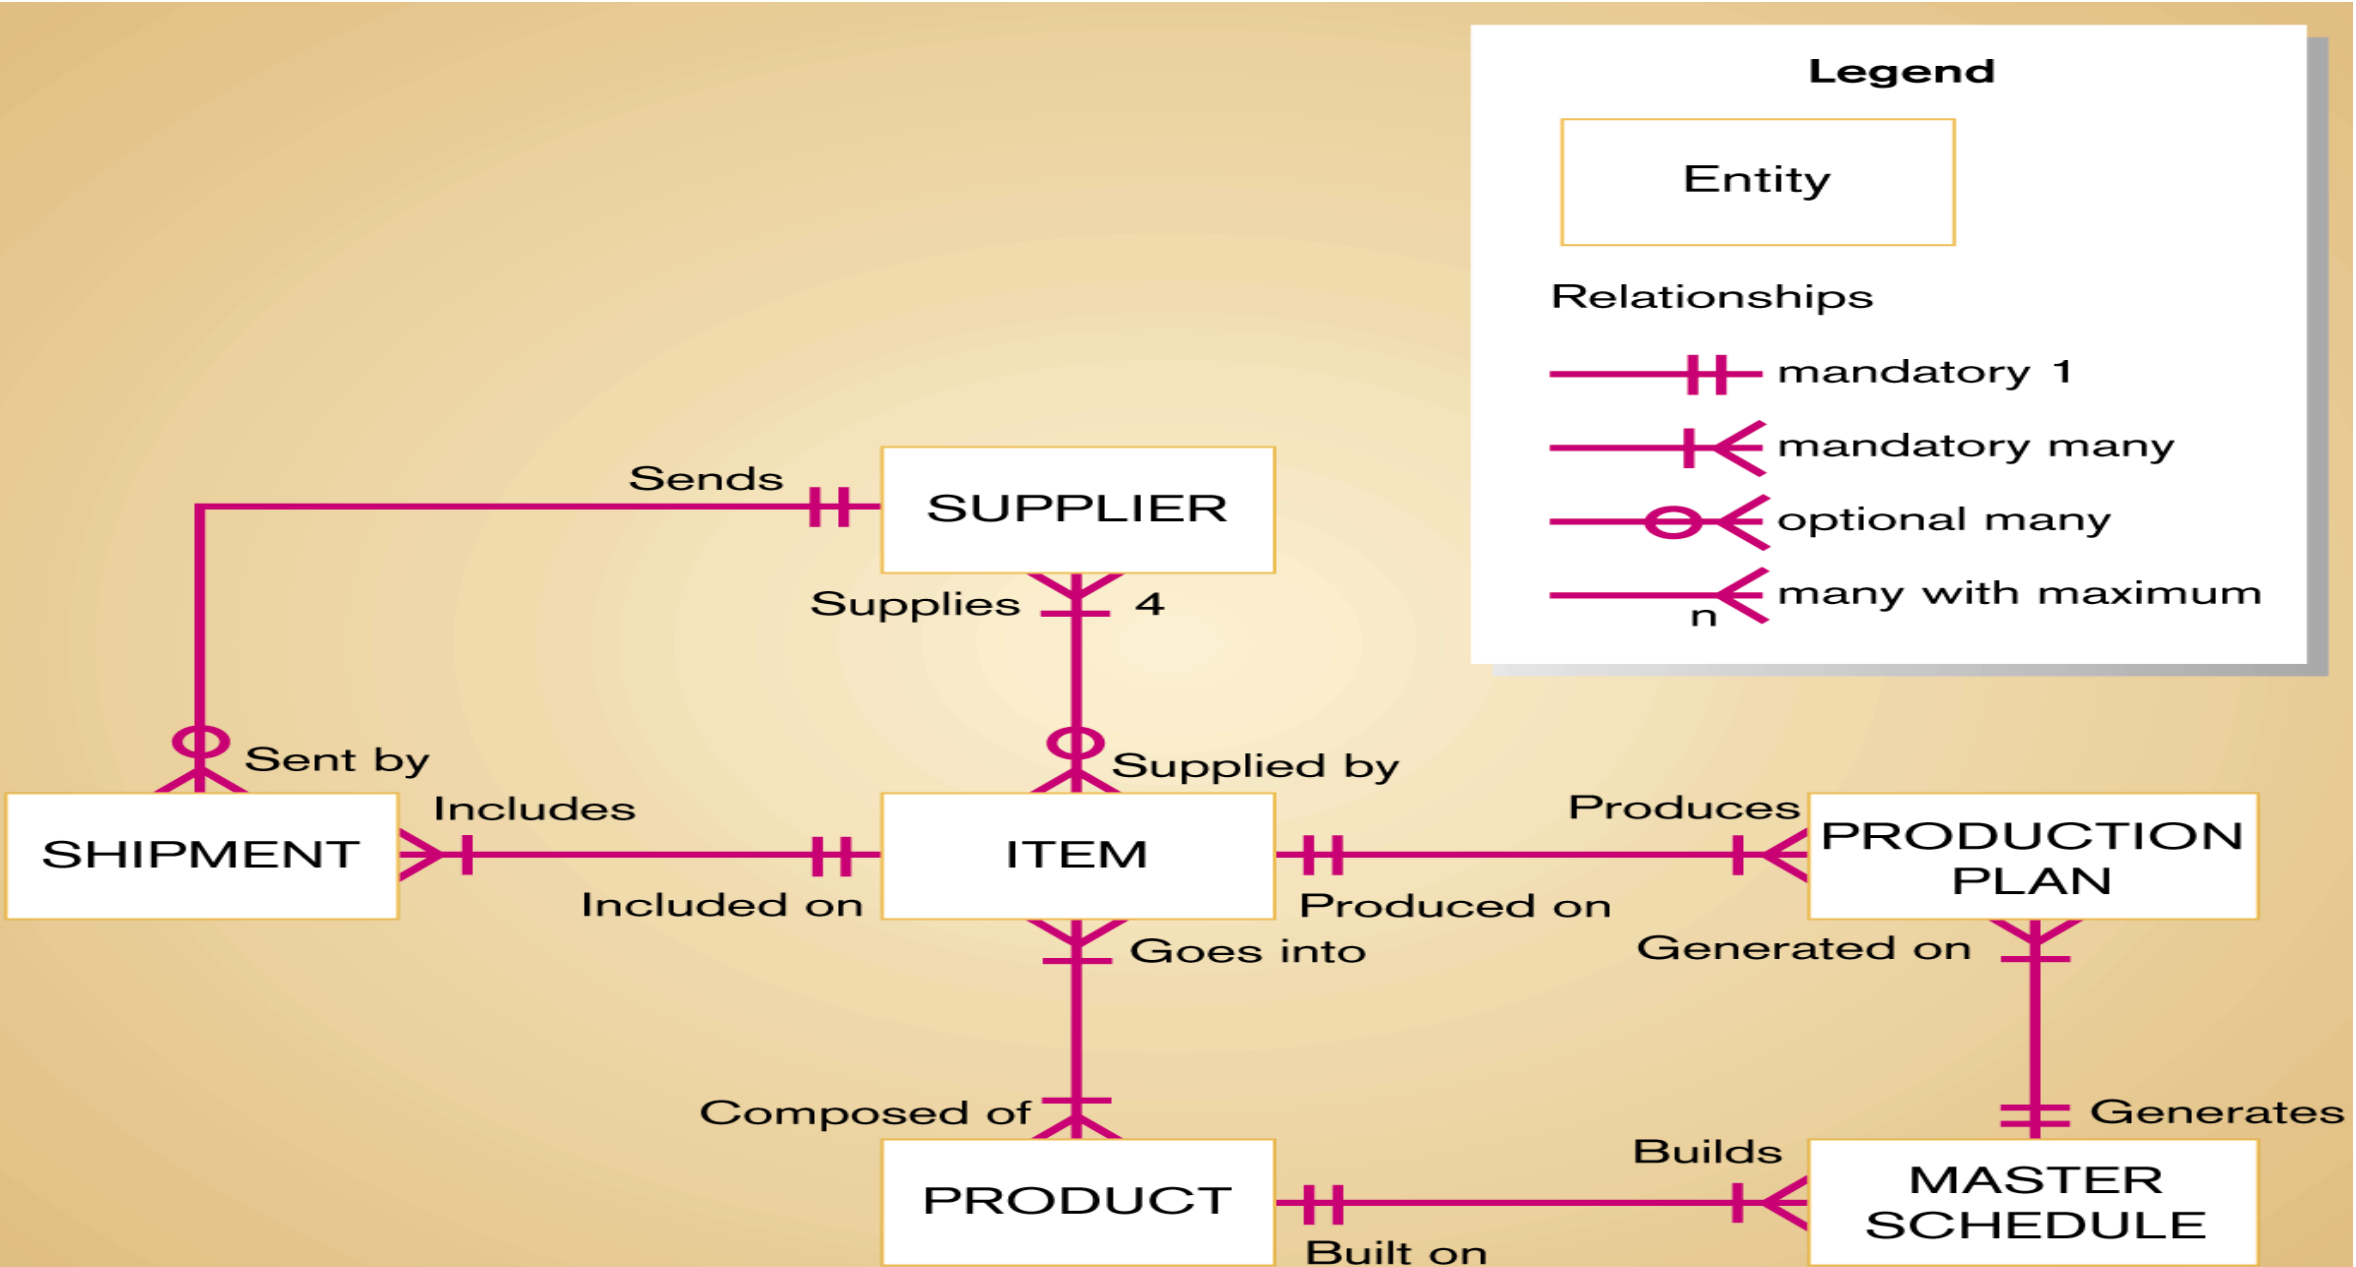 Legend
Entity
Relationships
mandatory 1
mandatory many
optional many
many with maximum
n
Sends
SUPPLIER
Supplies
4
Sent by
Supplied by
Includes
Produces
SHIPMENT
ITEM
PRODUCTION
PLAN
Included on
Produced on
Goes into
Generated on
Composed of
Generates
Builds
PRODUCT
MASTER
SCHEDULE
Built on